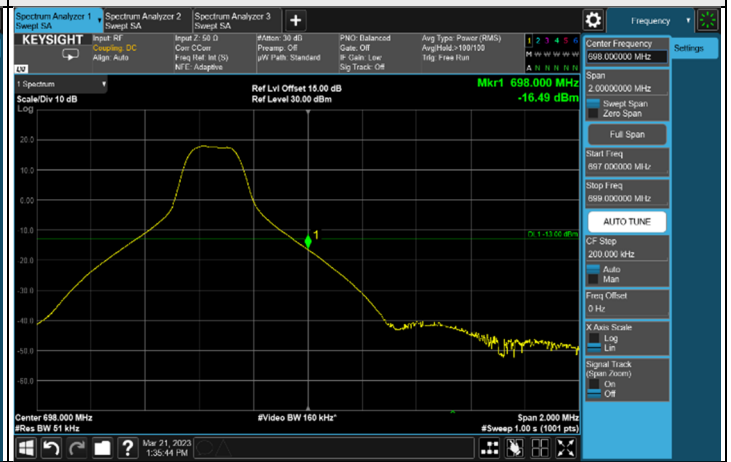 Spectrum Analyzer 1
Swept SA
Spectrum Analyzer 2
Swept SA
Spectrum Analyzer 3
Swept SA
+
Frequency
KEYSIGHT
Input: RF
Coupling: DC
Align: Auto
Input Z: 50 Ω
Corr CCorr
Freq Ref: Int (S)
NFE: Adaptive
#Atten: 30 dB
Preamp: Off
µW Path: Standard
PNO: Balanced
Gate: Off
IF Gain: Low
Sig Track: Off
Avg Type: Power (RMS)
Avg|Hold:>100/100
Trig: Free Run
1 2 3 4 5 6
M W W W W W
A N N N N N
LXI
1 Spectrum
Scale/Div 10 dB
Log
Ref Lvl Offset 15.00 dB
Ref Level 30.00 dBm
Mkr1 698.000 MHz
-16.49 dBm
20.0
10.0
0.00
-10.0
-20.0
-30.0
-40.0
-50.0
-60.0
1
DL1 -13.00 dBm
Center 698.000 MHz
#Res BW 51 kHz
#Video BW 160 kHz*
Span 2.000 MHz
#Sweep 1.00 s (1001 pts)
Center Frequency
698.000000 MHz
Settings
Span
2.00000000 MHz
Swept Span
Zero Span
Full Span
Start Freq
697.000000 MHz
Stop Freq
699.000000 MHz
AUTO TUNE
CF Step
200.000 kHz
Auto
Man
Freq Offset
0 Hz
X Axis Scale
Log
Lin
Signal Track
(Span Zoom)
On
Off
?
Mar 21, 2023
1:35:44 PM